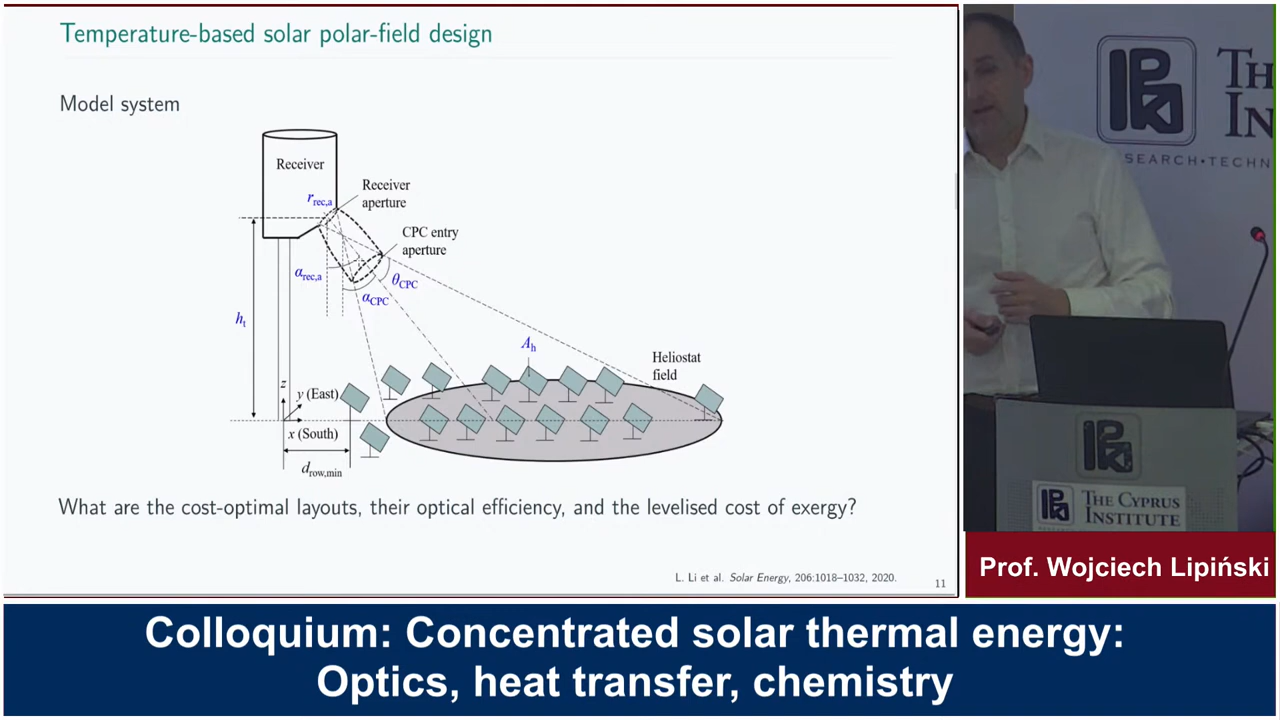 Temperature-based solar polar-field design
Model system
Receiver
r_rec,a
Receiver
aperture
CPC entry
aperture
α_rec,a
θ_CPC
α_CPC
h_t
A_h
Heliostat
field
z
y (East)
x (South)
d_row,min
What are the cost-optimal layouts, their optical efficiency, and the levelised cost of exergy?
L. Li et al. Solar Energy, 206:1018–1032, 2020.
11
TH
IN
SEARCH•TECHN
THE CYPRUS
INSTITUTE
Prof. Wojciech Lipiński
Colloquium: Concentrated solar thermal energy:
Optics, heat transfer, chemistry